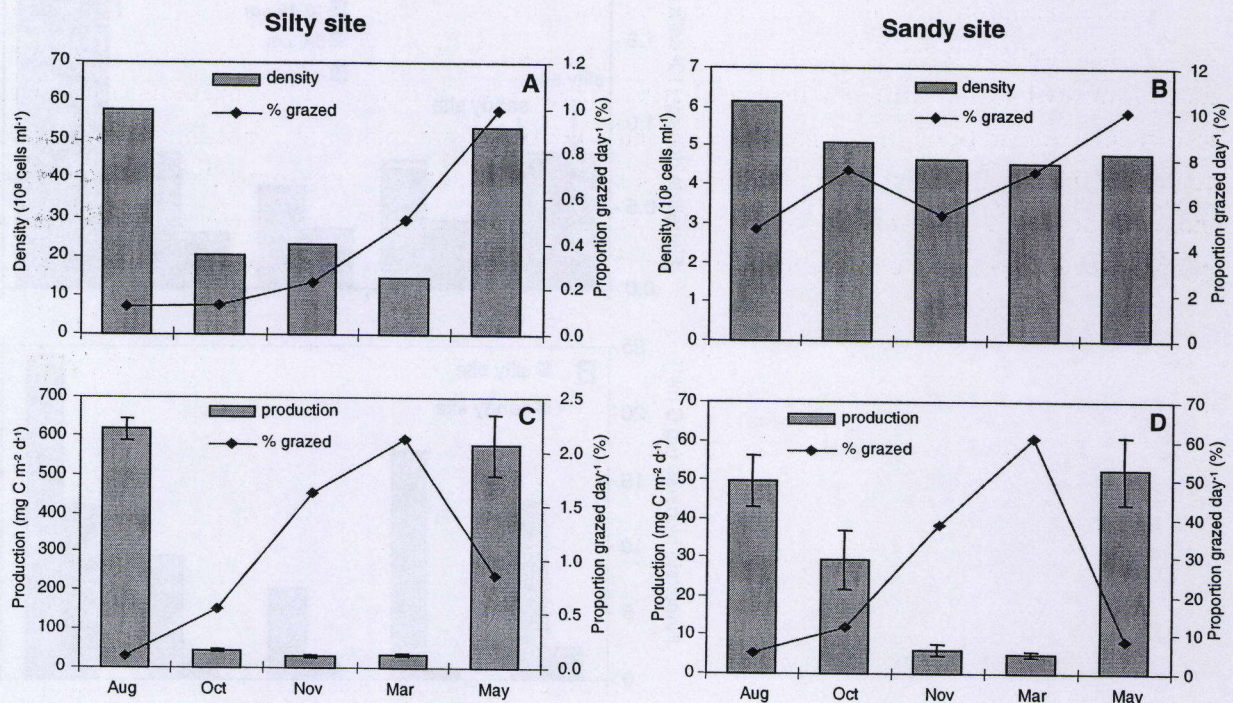 Silty site
Sandy site
A
density
% grazed
Density (10⁸ cells ml⁻¹)
70
60
50
40
30
20
10
0
Proportion grazed day⁻¹ (%)
1.2
1.0
0.8
0.6
0.4
0.2
0.0
B
density
% grazed
Density (10⁸ cells ml⁻¹)
7
6
5
4
3
2
1
0
Proportion grazed day⁻¹ (%)
12
10
8
6
4
2
0
C
production
% grazed
Production (mg C m⁻² d⁻¹)
700
600
500
400
300
200
100
0
Proportion grazed day⁻¹ (%)
2.5
2.0
1.5
1.0
0.5
0.0
Aug Oct Nov Mar May
D
production
% grazed
Production (mg C m⁻² d⁻¹)
70
60
50
40
30
20
10
0
Proportion grazed day⁻¹ (%)
70
60
50
40
30
20
10
0
Aug Oct Nov Mar May